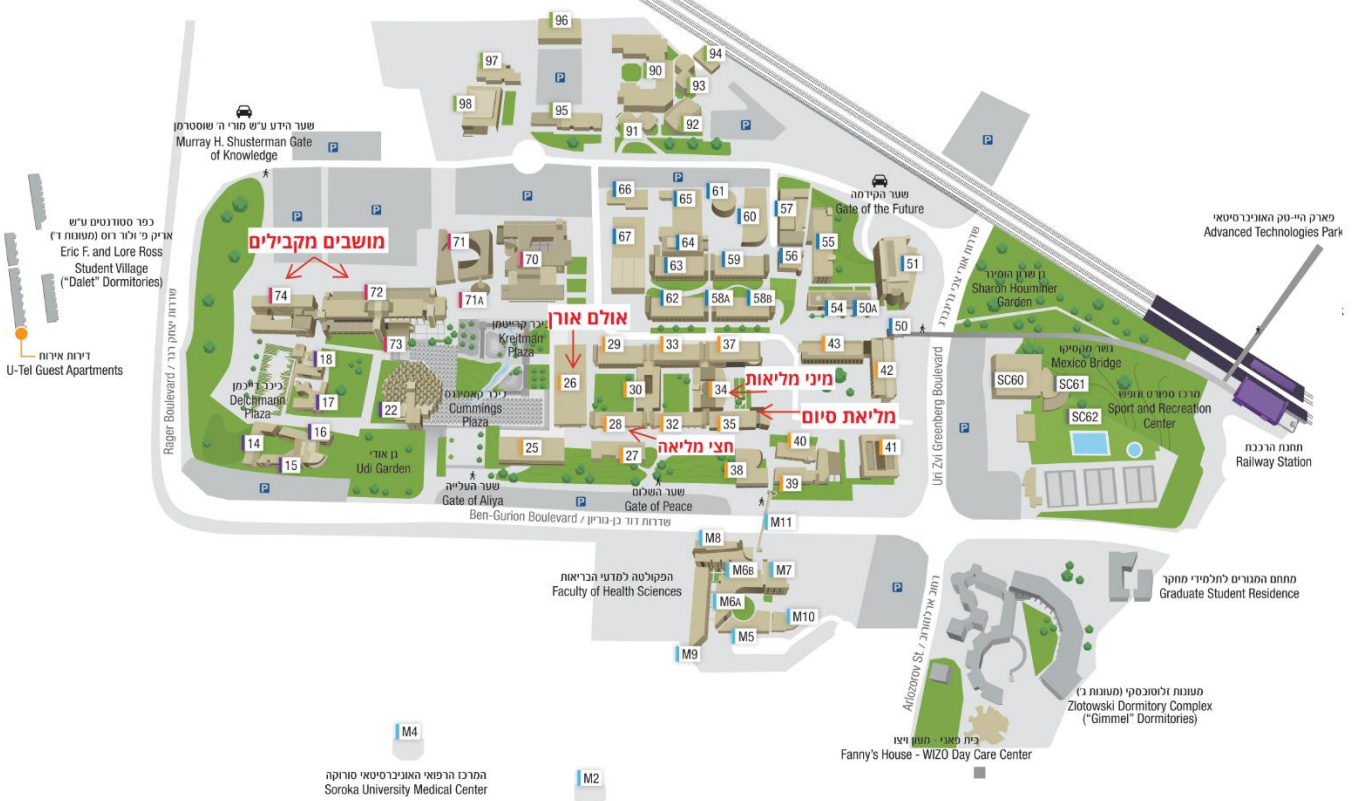 96
97
94
90
93
98
95
91
92
P
P
P
P
שער הידע ע״ש מורי ה׳ שוסטרמן
Murray H. Shusterman Gate
of Knowledge
P
P
P
P
שער הקידמה
Gate of the Future
כפר סטודנטים ע״ש
אריק פ׳ ולור רוס (מעונות ד׳)
Eric F. and Lore Ross
Student Village
("Dalet" Dormitories)
דירות אירוח
U-Tel Guest Apartments
שדרות יצחק רגר / Rager Boulevard
מושבים מקבילים
74
72
71
70
71A
73
66
65
61
60
57
67
64
63
59
56
55
51
62
58A
58B
54
50A
50
שדרות אורי צבי גרינברג
Uri Zvi Greenberg Boulevard
גן שרון הומינר
Sharon Houminer
Garden
פארק היי-טק האוניברסיטאי
Advanced Technologies Park
גשר מקסיקו
Mexico Bridge
SC60
SC61
SC62
מרכז ספורט ונופש
Sport and Recreation
Center
תחנת הרכבת
Railway Station
אולם אורן
כיכר קרייטמן
Kreitman
Plaza
18
17
כיכר דייכמן
Deichmann
Plaza
22
כיכר קאמינגס
Cummings
Plaza
26
29
33
37
43
42
30
34
מיני מליאות
מליאת סיום
28
32
35
חצי מליאה
14
16
15
גן אודי
Udi Garden
25
27
38
40
39
41
P
P
P
שער העלייה
Gate of Aliya
שער השלום
Gate of Peace
Ben-Gurion Boulevard / שדרות דוד בן-גוריון
M11
M8
M6B
M7
M6A
M10
M5
M9
P
הפקולטה למדעי הבריאות
Faculty of Health Sciences
רחוב ארלוזורוב / Arlozorov St.
מתחם המגורים לתלמידי מחקר
Graduate Student Residence
מעונות זלוטובסקי (מעונות ג׳)
Zlotowski Dormitory Complex
("Gimmel" Dormitories)
בית פאני - מעון ויצו
Fanny's House - WIZO Day Care Center
M4
המרכז הרפואי האוניברסיטאי סורוקה
Soroka University Medical Center
M2